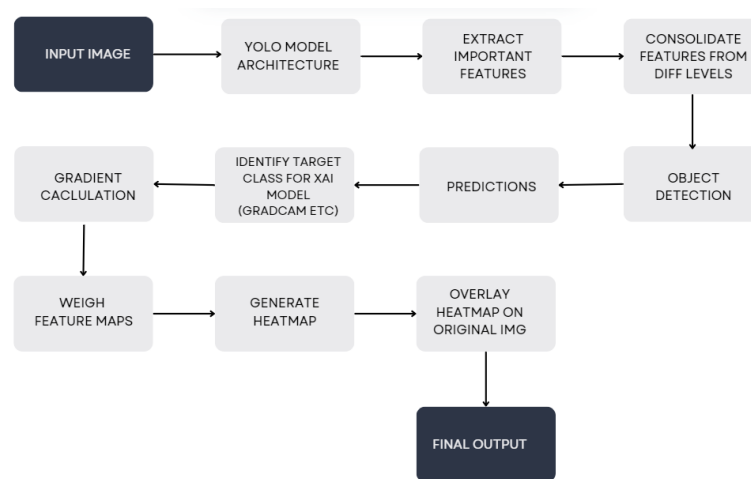 INPUT IMAGE
YOLO MODEL
ARCHITECTURE
EXTRACT
IMPORTANT
FEATURES
CONSOLIDATE
FEATURES FROM
DIFF LEVELS
GRADIENT
CACLULATION
IDENTIFY TARGET
CLASS FOR XAI
MODEL
(GRADCAM ETC)
PREDICTIONS
OBJECT
DETECTION
WEIGH
FEATURE MAPS
GENERATE
HEATMAP
OVERLAY
HEATMAP ON
ORIGINAL IMG
FINAL OUTPUT